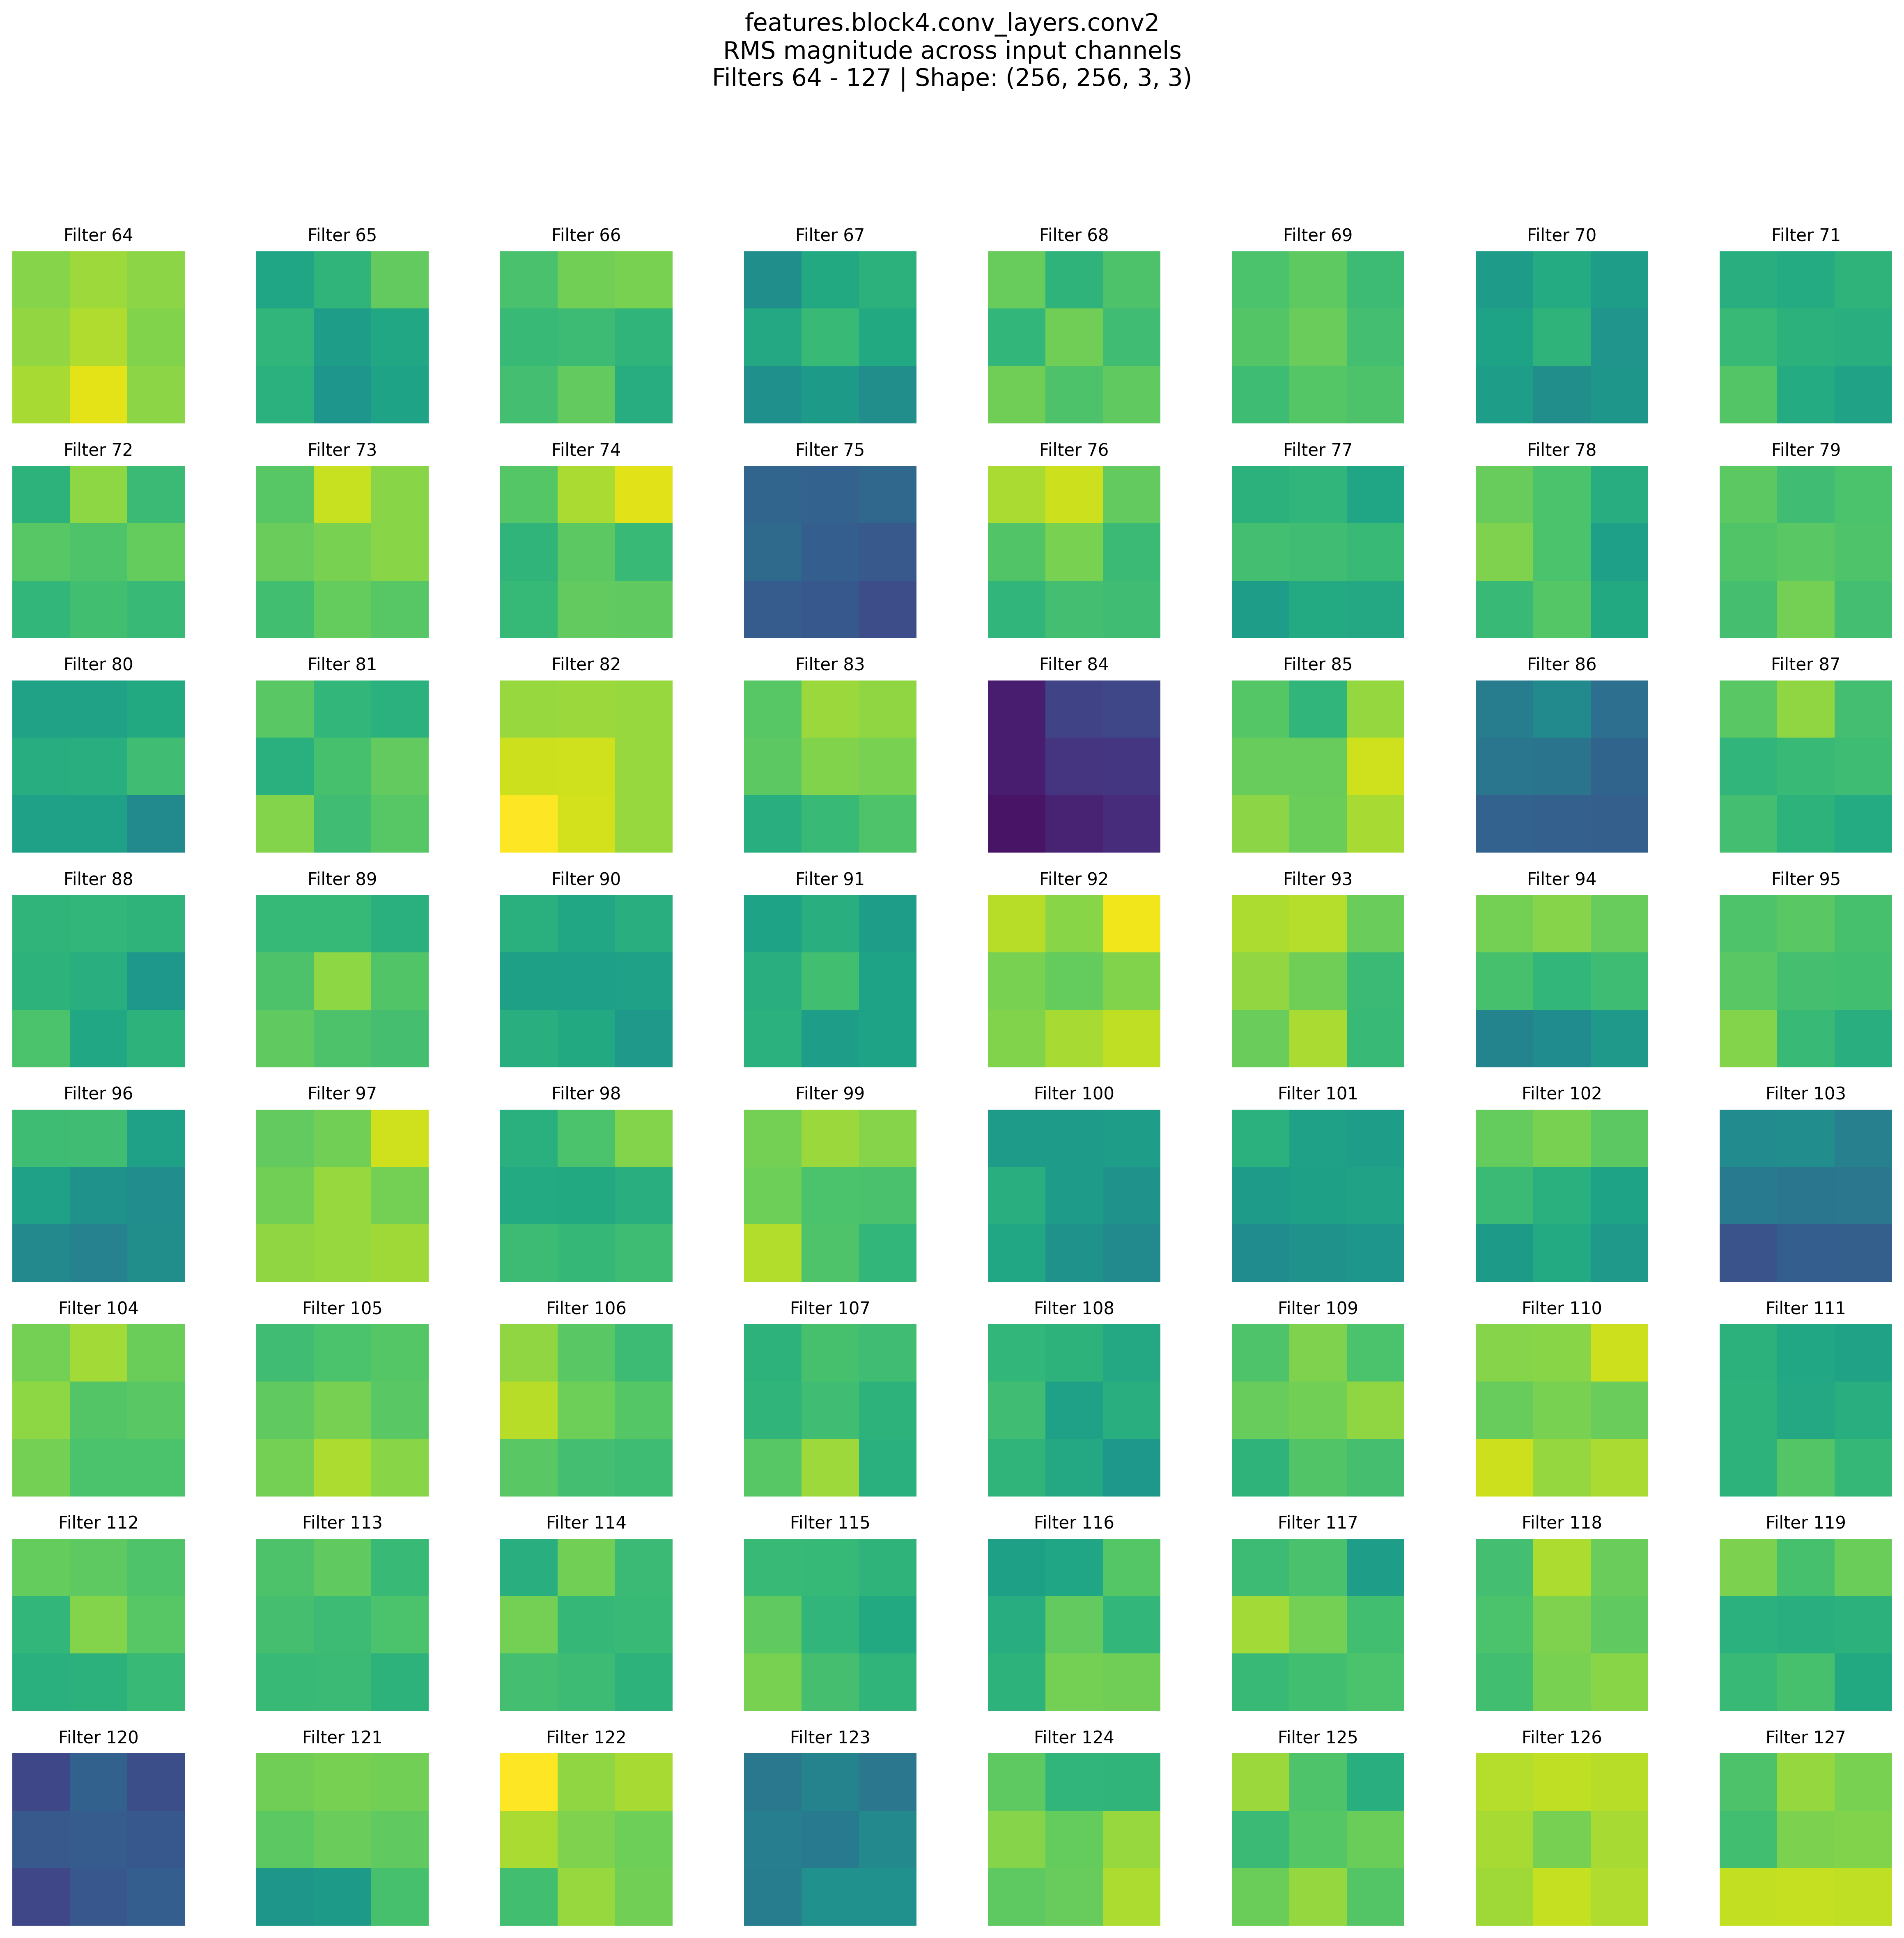 features.block4.conv_layers.conv2
RMS magnitude across input channels
Filters 64 - 127 | Shape: (256, 256, 3, 3)
Filter 64 Filter 65 Filter 66 Filter 67 Filter 68 Filter 69 Filter 70 Filter 71
Filter 72 Filter 73 Filter 74 Filter 75 Filter 76 Filter 77 Filter 78 Filter 79
Filter 80 Filter 81 Filter 82 Filter 83 Filter 84 Filter 85 Filter 86 Filter 87
Filter 88 Filter 89 Filter 90 Filter 91 Filter 92 Filter 93 Filter 94 Filter 95
Filter 96 Filter 97 Filter 98 Filter 99 Filter 100 Filter 101 Filter 102 Filter 103
Filter 104 Filter 105 Filter 106 Filter 107 Filter 108 Filter 109 Filter 110 Filter 111
Filter 112 Filter 113 Filter 114 Filter 115 Filter 116 Filter 117 Filter 118 Filter 119
Filter 120 Filter 121 Filter 122 Filter 123 Filter 124 Filter 125 Filter 126 Filter 127